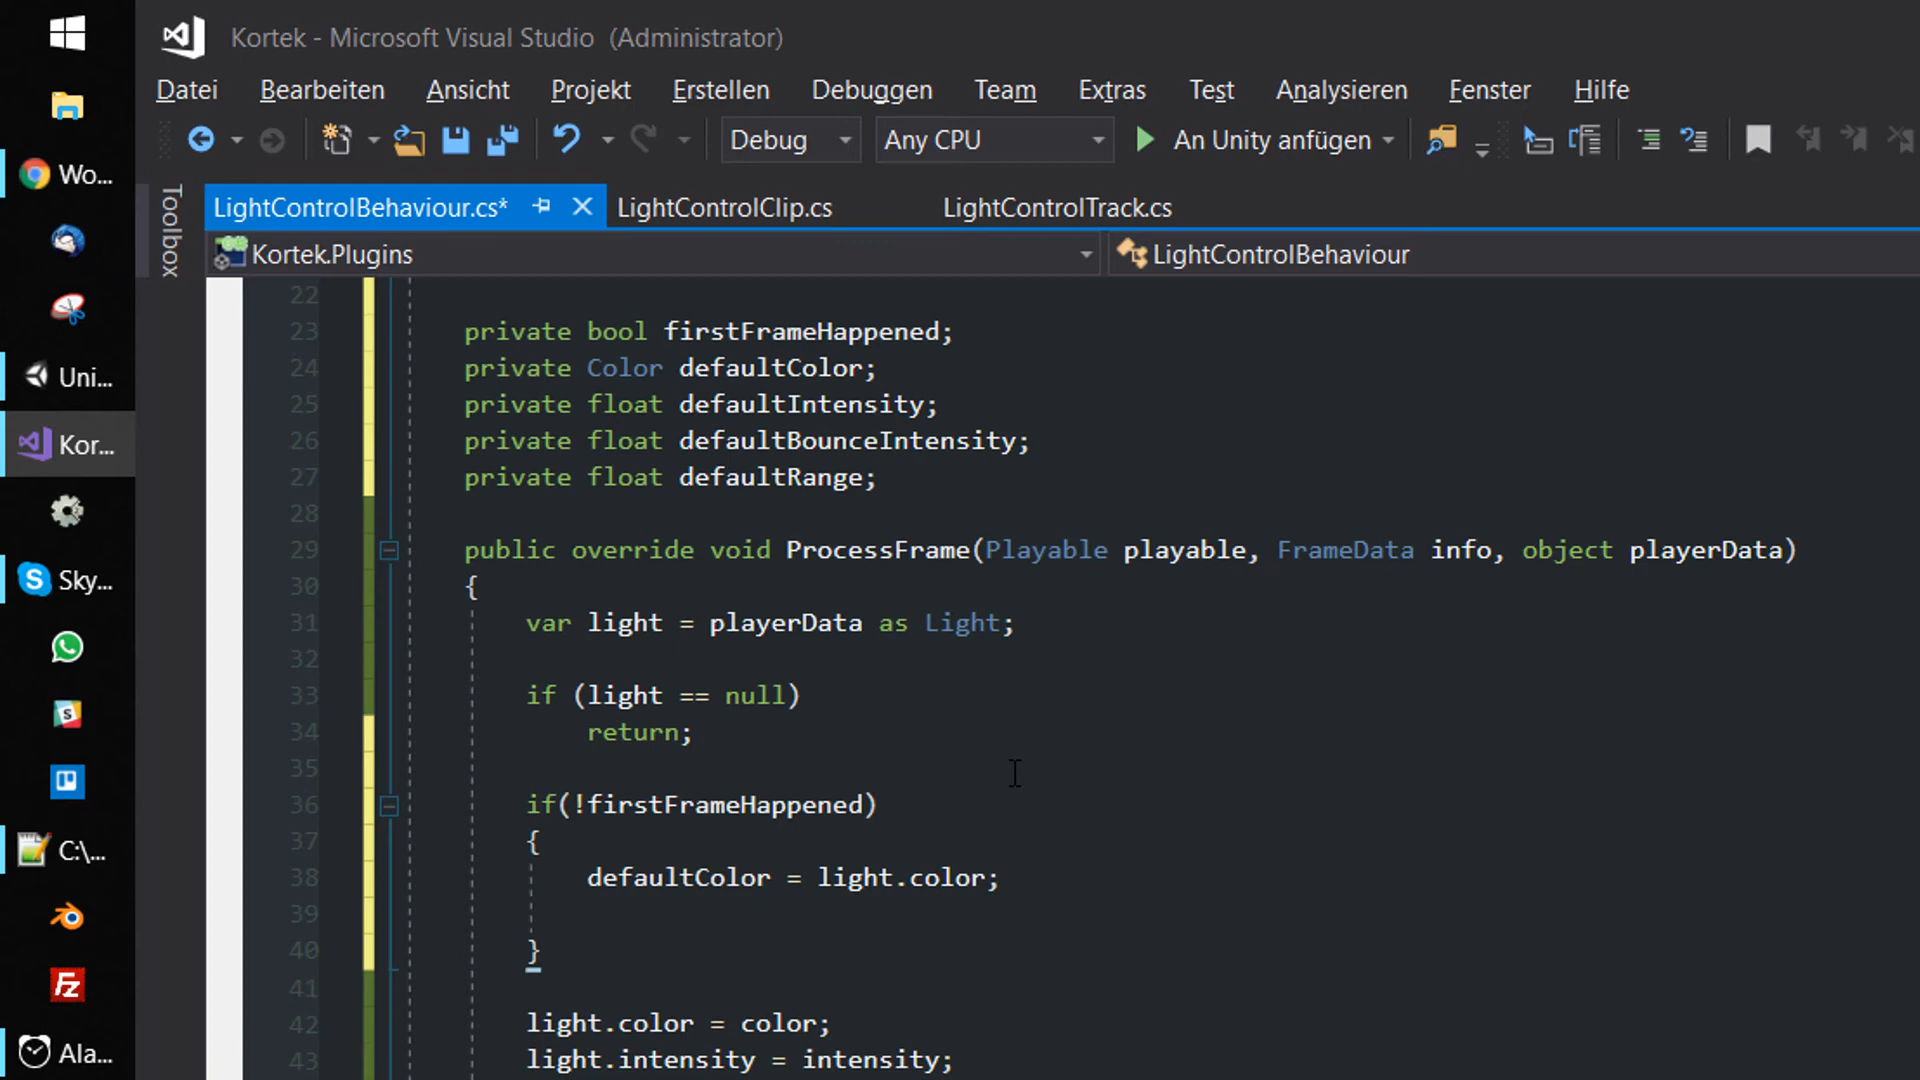 Kortek - Microsoft Visual Studio (Administrator)
Datei Bearbeiten Ansicht Projekt Erstellen Debuggen Team Extras Test Analysieren Fenster Hilfe
Debug Any CPU An Unity anfügen
Toolbox
LightControlBehaviour.cs* LightControlClip.cs LightControlTrack.cs
Kortek.Plugins LightControlBehaviour
22
23 private bool firstFrameHappened;
24 private Color defaultColor;
25 private float defaultIntensity;
26 private float defaultBounceIntensity;
27 private float defaultRange;
28
29 public override void ProcessFrame(Playable playable, FrameData info, object playerData)
30 {
31 var light = playerData as Light;
32
33 if (light == null)
34 return;
35
36 if(!firstFrameHappened)
37 {
38 defaultColor = light.color;
39
40 }
41
42 light.color = color;
43 light.intensity = intensity;
Wo...
Uni...
Kor...
S Sky...
S
C:\...
Fz
Ala...